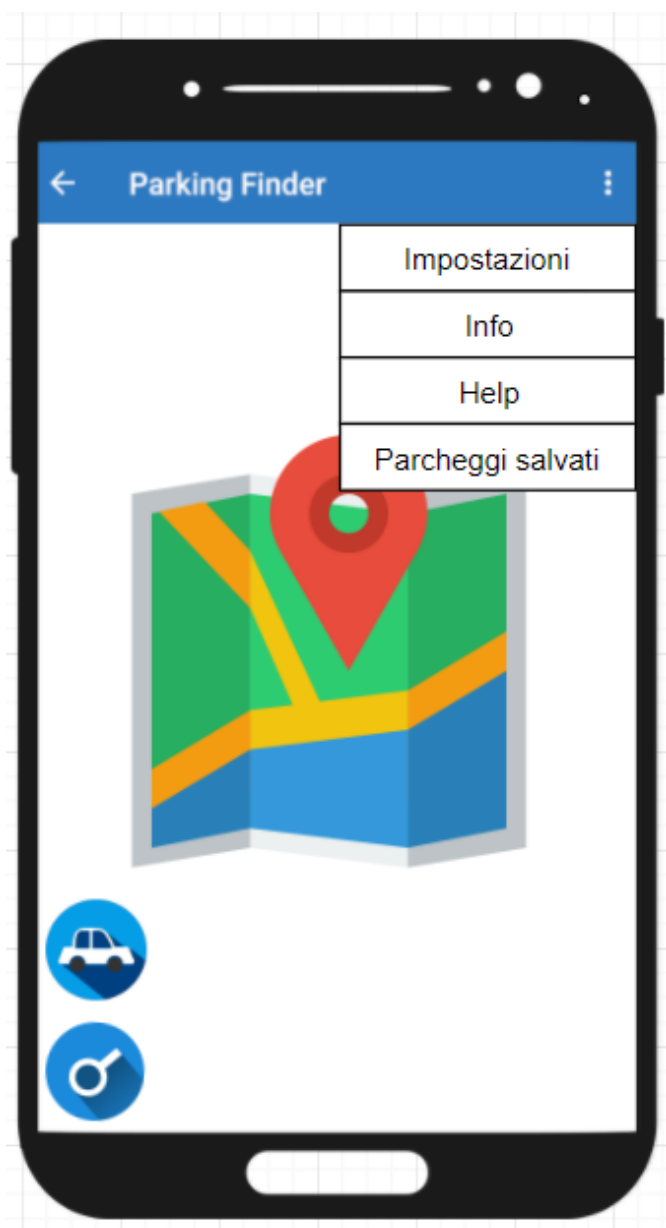 Parking Finder
Impostazioni
Info
Help
Parcheggi salvati